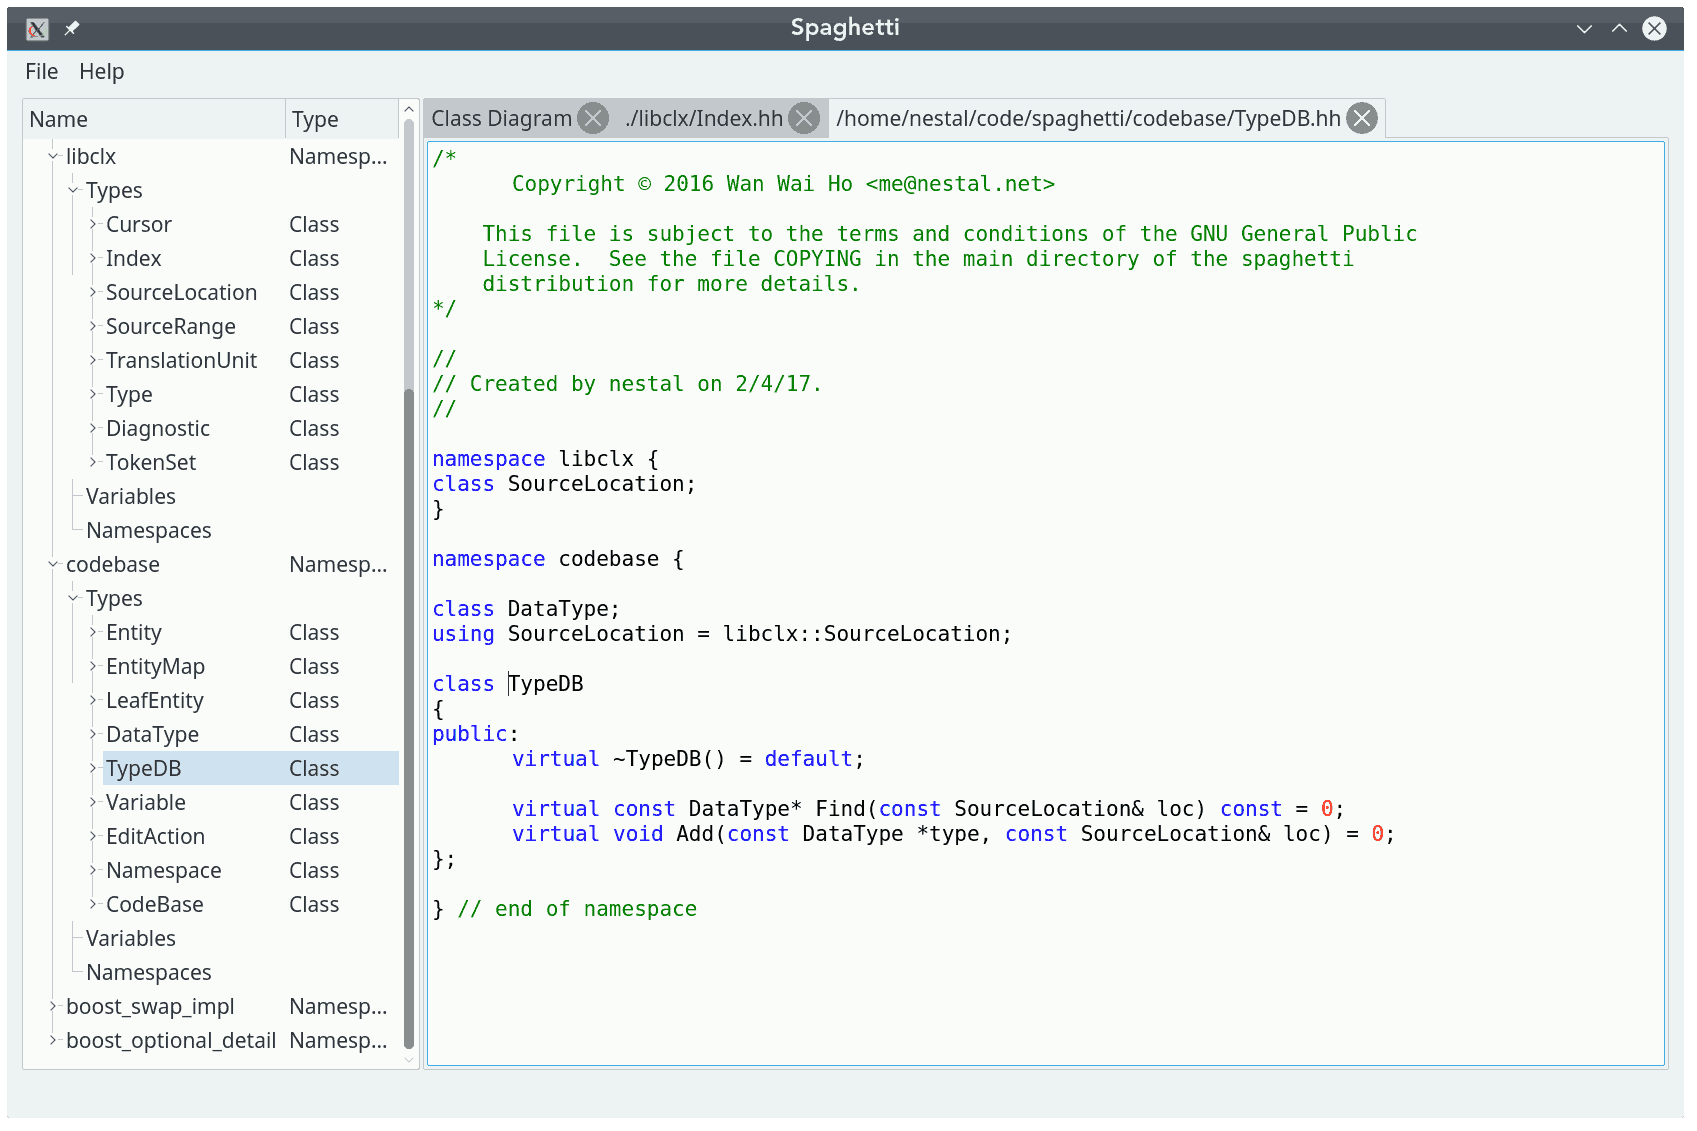 Spaghetti
File Help
Name Type
libclx Namesp...
Types
Cursor Class
Index Class
SourceLocation Class
SourceRange Class
TranslationUnit Class
Type Class
Diagnostic Class
TokenSet Class
Variables
Namespaces
codebase Namesp...
Types
Entity Class
EntityMap Class
LeafEntity Class
DataType Class
TypeDB Class
Variable Class
EditAction Class
Namespace Class
CodeBase Class
Variables
Namespaces
boost_swap_impl Namesp...
boost_optional_detail Namesp...
Class Diagram ./libclx/Index.hh /home/nestal/code/spaghetti/codebase/TypeDB.hh
/*
Copyright © 2016 Wan Wai Ho <me@nestal.net>
This file is subject to the terms and conditions of the GNU General Public
License.  See the file COPYING in the main directory of the spaghetti
distribution for more details.
*/
//
// Created by nestal on 2/4/17.
//
namespace libclx {
class SourceLocation;
}
namespace codebase {
class DataType;
using SourceLocation = libclx::SourceLocation;
class TypeDB
{
public:
virtual ~TypeDB() = default;
virtual const DataType* Find(const SourceLocation& loc) const = 0;
virtual void Add(const DataType *type, const SourceLocation& loc) = 0;
};
} // end of namespace